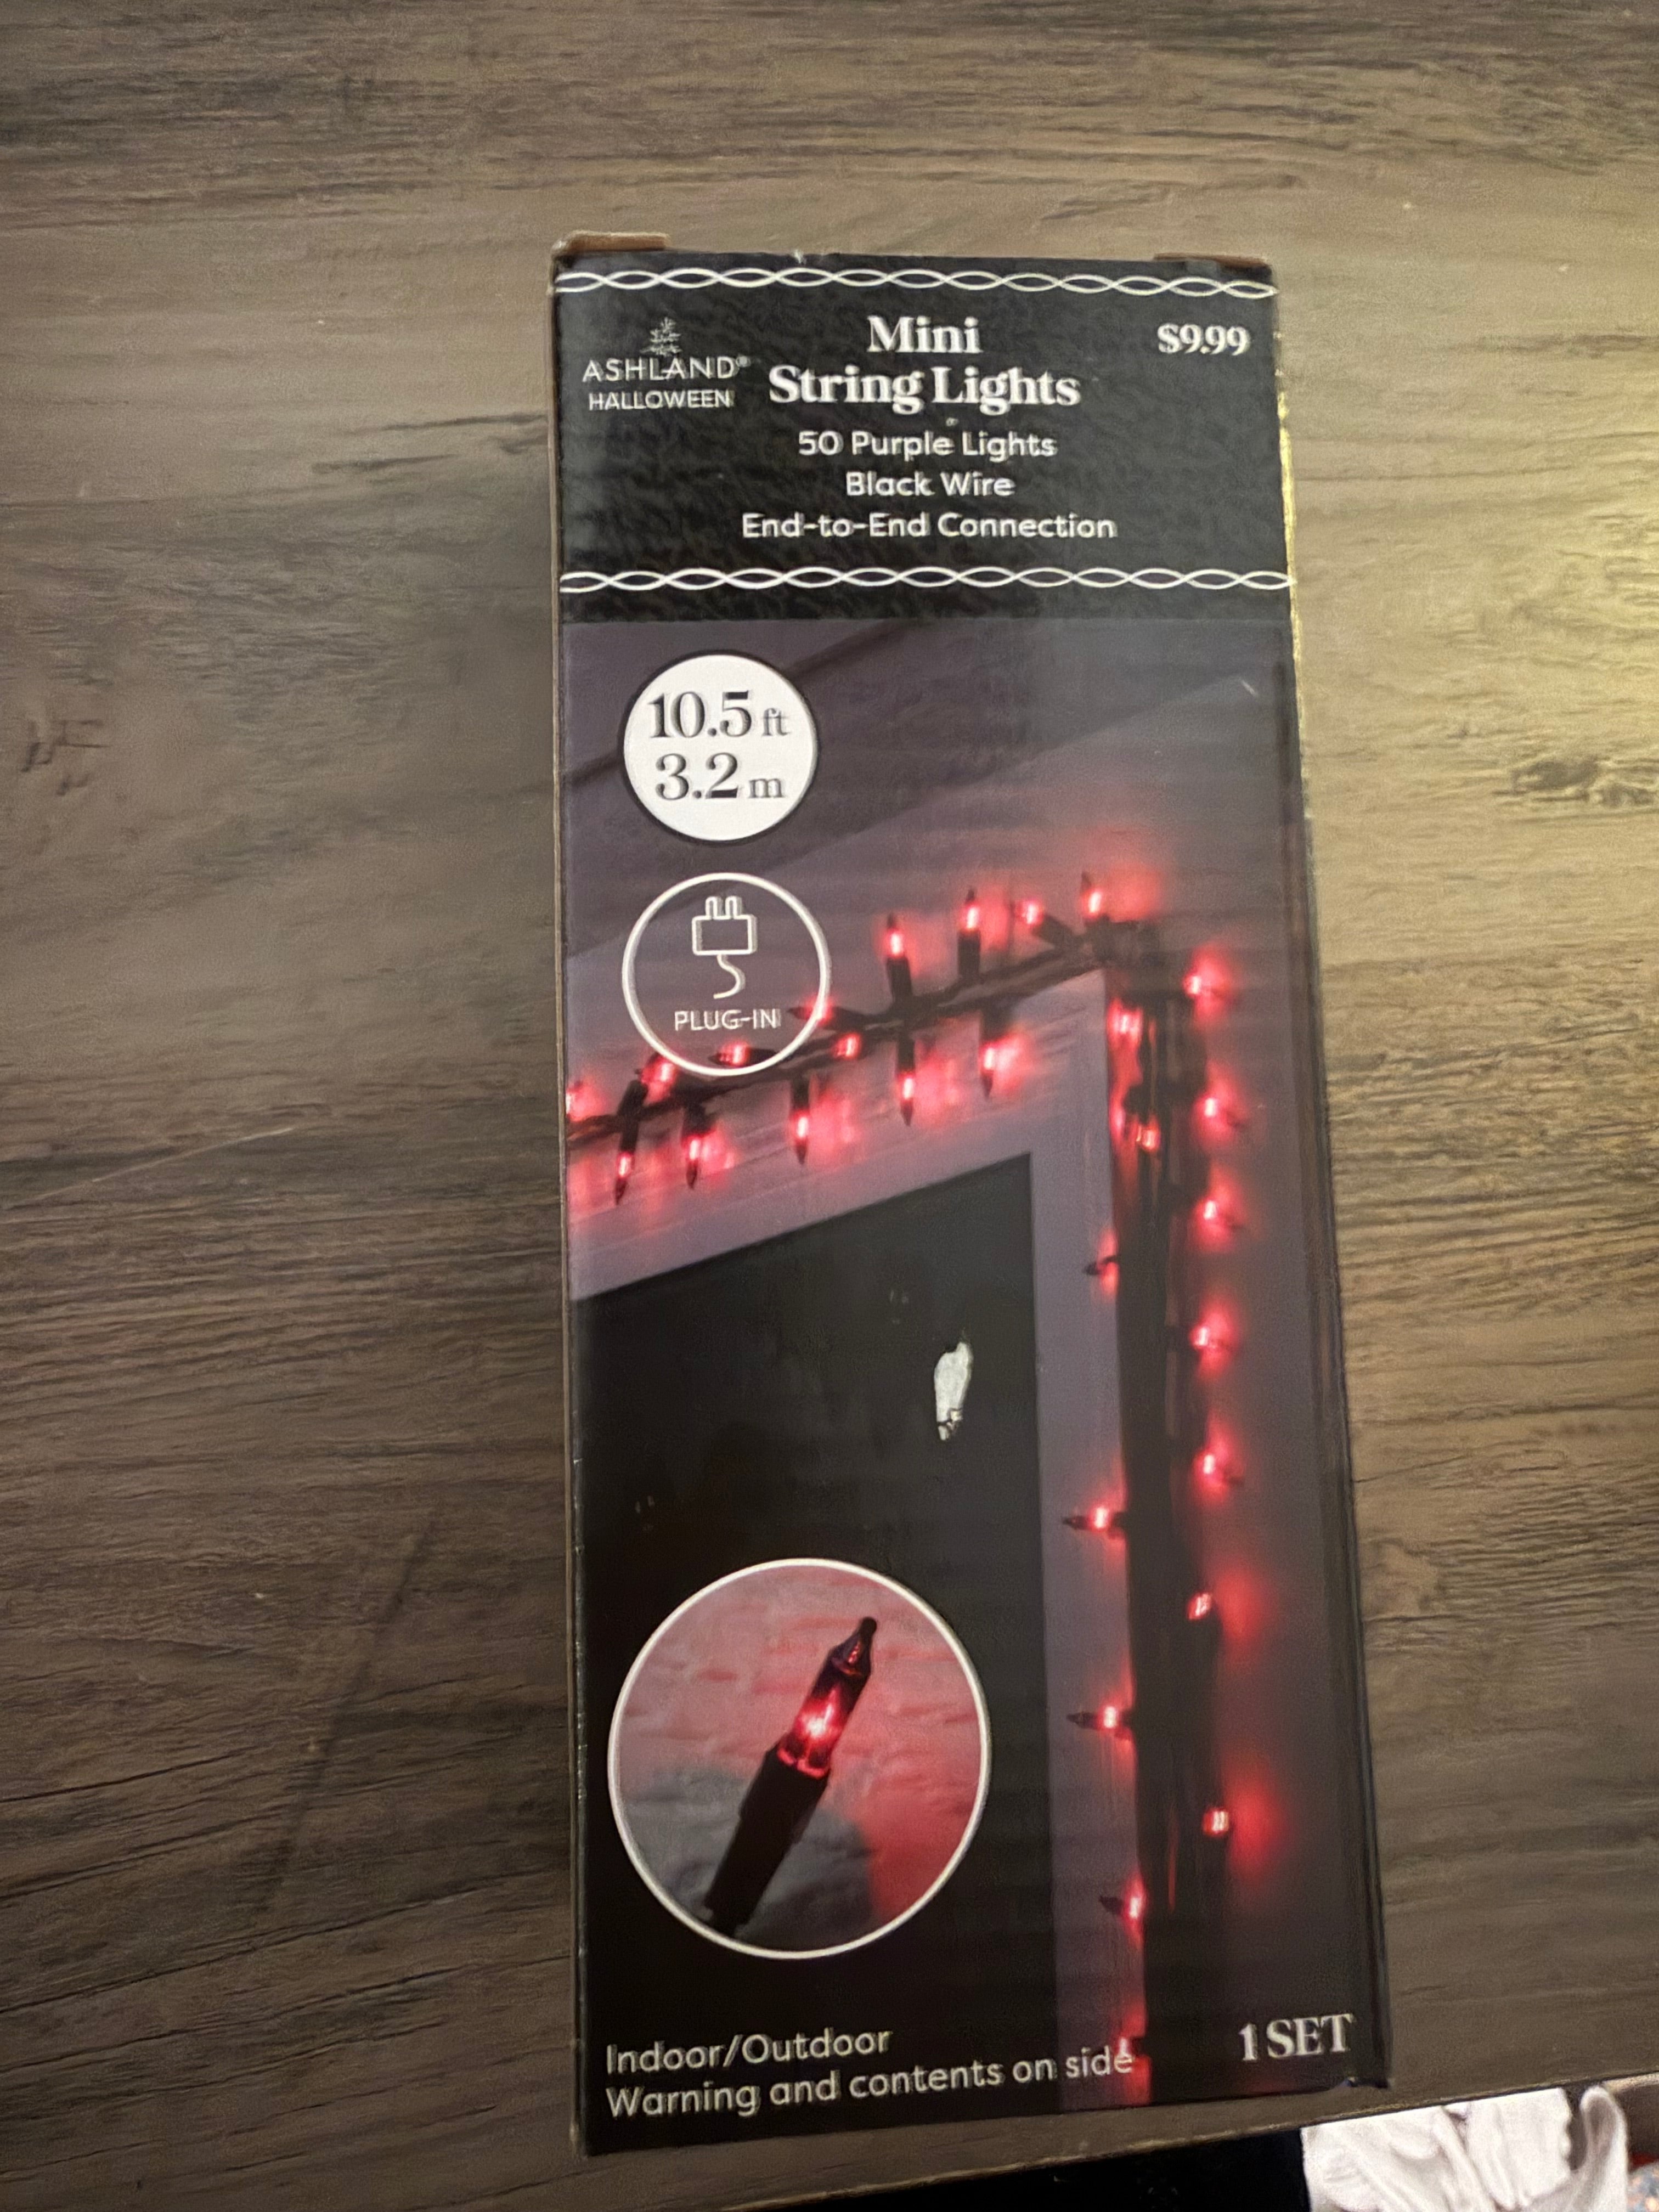 ASHLAND®
HALLOWEEN
Mini
String Lights
$9.99
50 Purple Lights
Black Wire
End-to-End Connection
10.5 ft
3.2 m
PLUG-IN
Indoor/Outdoor
Warning and contents on side
1 SET